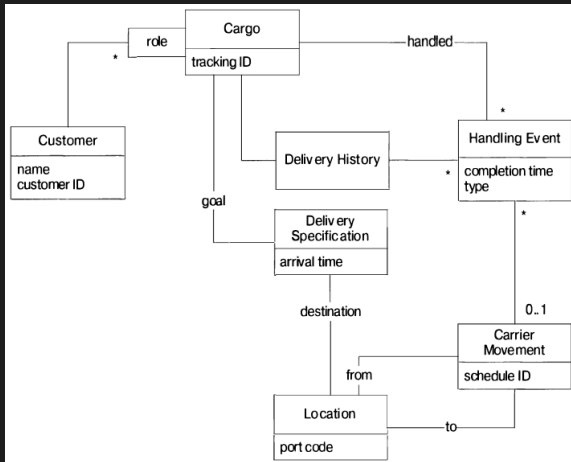 Cargo
tracking ID
role
*
handled
*
Customer
name
customer ID
Delivery History
*
Handling Event
completion time
type
*
goal
Delivery
Specification
arrival time
destination
0..1
Carrier
Movement
schedule ID
from
to
Location
port code